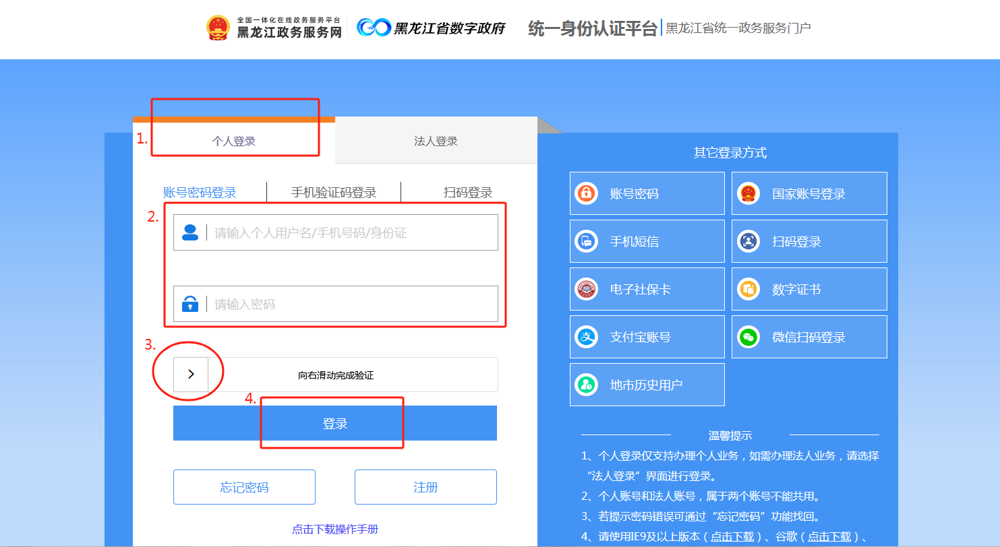 全国一体化在线政务服务平台
黑龙江政务服务网
黑龙江省数字政府
统一身份认证平台
黑龙江省统一政务服务门户
1.
个人登录
法人登录
账号密码登录
手机验证码登录
扫码登录
2.
请输入个人用户名/手机号码/身份证
请输入密码
3.
向右滑动完成验证
4.
登录
忘记密码
注册
点击下载操作手册
其它登录方式
账号密码
国家账号登录
手机短信
扫码登录
电子社保卡
数字证书
支付宝账号
微信扫码登录
地市历史用户
温馨提示
1、个人登录仅支持办理个人业务，如需办理法人业务，请选择
“法人登录”界面进行登录。
2、个人账号和法人账号，属于两个账号不能共用。
3、若提示密码错误可通过“忘记密码”功能找回。
4、请使用IE9及以上版本（点击下载）、谷歌（点击下载）、